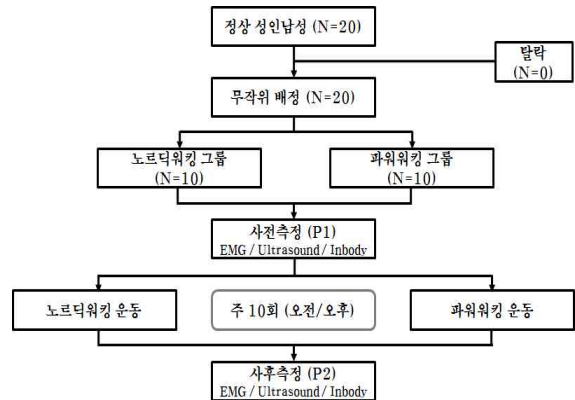 정상 성인남성 (N=20)
탈락
(N=0)
무작위 배정 (N=20)
노르딕워킹 그룹
(N=10)
파워워킹 그룹
(N=10)
사전측정 (P1)
EMG / Ultrasound / Inbody
노르딕워킹 운동
주 10회 (오전/오후)
파워워킹 운동
사후측정 (P2)
EMG / Ultrasound / Inbody